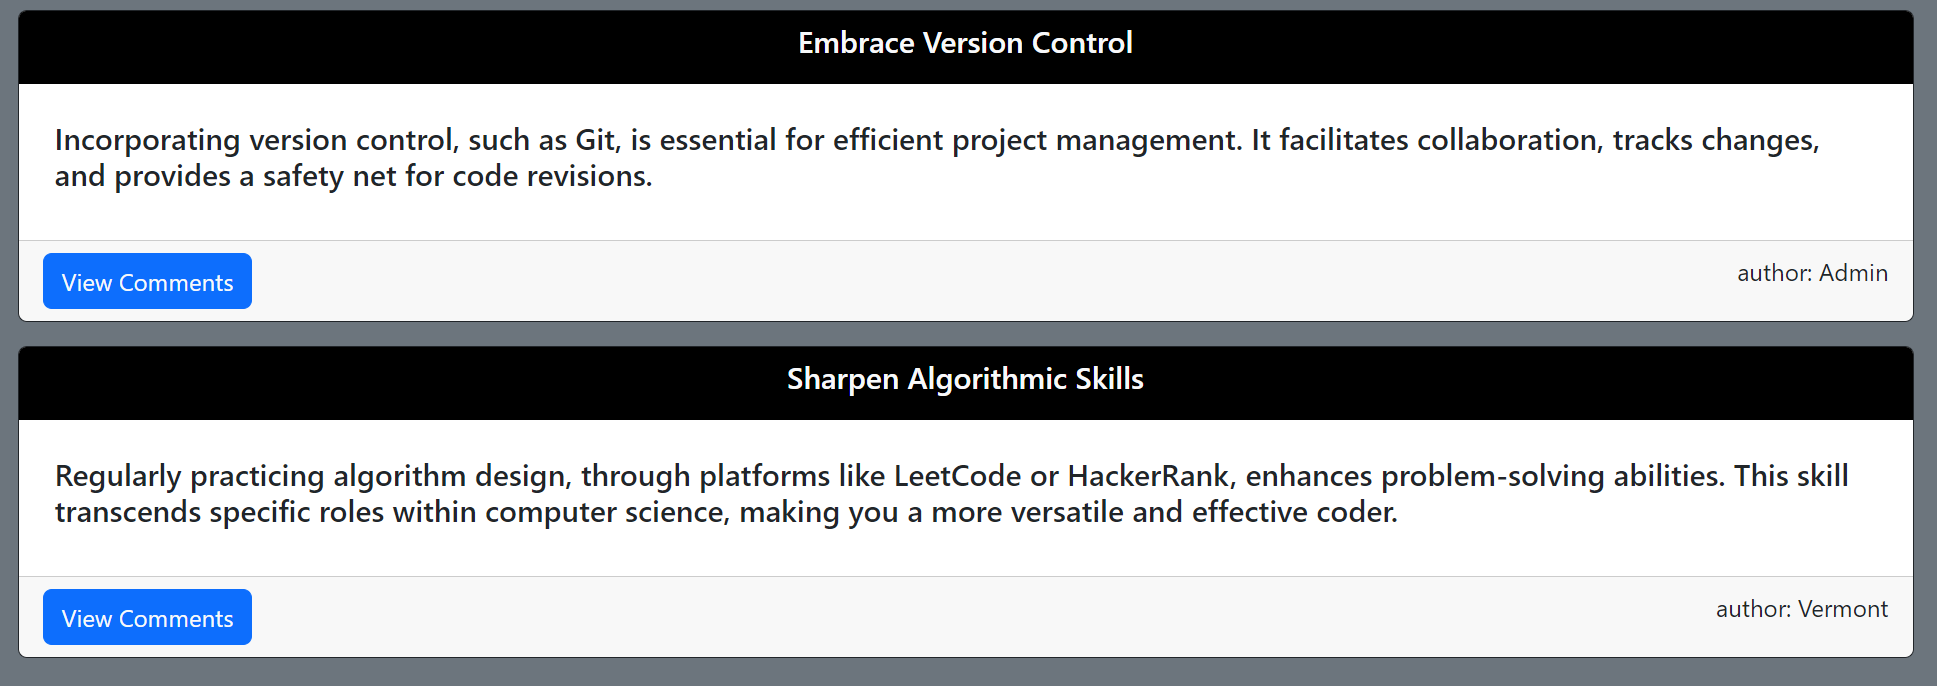 Embrace Version Control
Incorporating version control, such as Git, is essential for efficient project management. It facilitates collaboration, tracks changes,
and provides a safety net for code revisions.
View Comments
author: Admin
Sharpen Algorithmic Skills
Regularly practicing algorithm design, through platforms like LeetCode or HackerRank, enhances problem-solving abilities. This skill
transcends specific roles within computer science, making you a more versatile and effective coder.
View Comments
author: Vermont